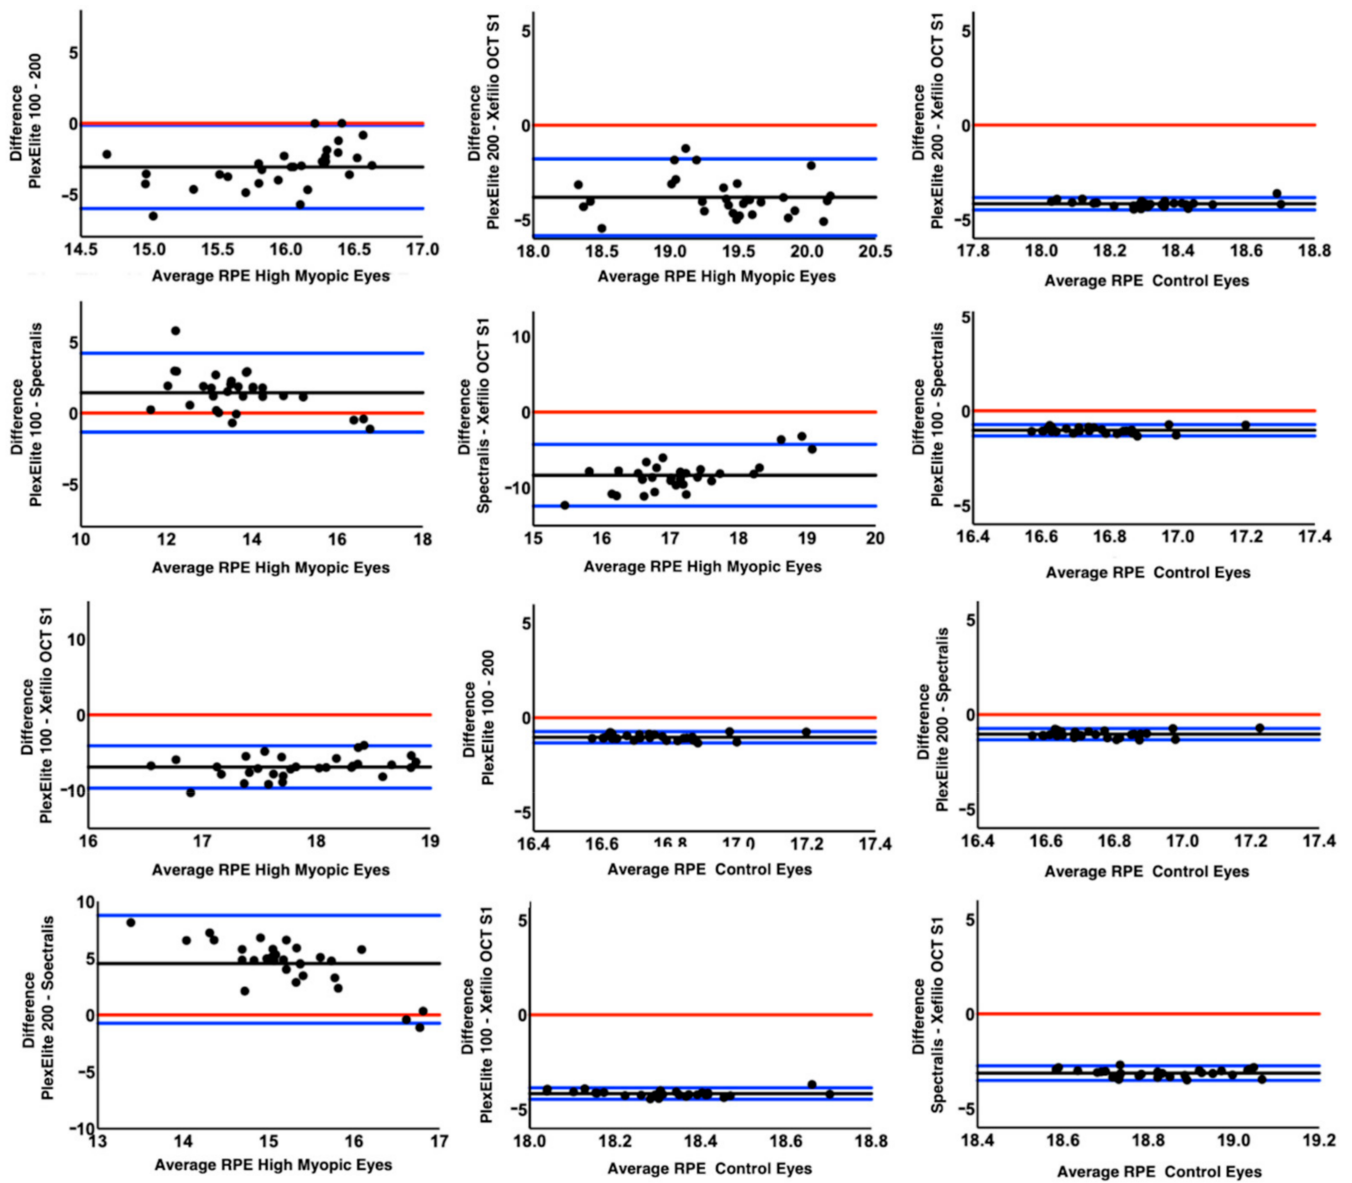 Difference
PlexElite 100 - 200
5
0
−5
14.5 15.0 15.5 16.0 16.5 17.0
Average RPE High Myopic Eyes
Difference
PlexElite 200 - Xefilio OCT S1
5
0
−5
18.0 18.5 19.0 19.5 20.0 20.5
Average RPE High Myopic Eyes
Difference
PlexElite 200 - Xefilio OCT S1
5
0
−5
17.8 18.0 18.2 18.4 18.6 18.8
Average RPE Control Eyes
Difference
PlexElite 100 - Spectralis
5
0
−5
10 12 14 16 18
Average RPE High Myopic Eyes
Difference
Spectralis - Xefilio OCT S1
10
0
−10
15 16 17 18 19 20
Average RPE High Myopic Eyes
Difference
PlexElite 100 - Spectralis
5
0
−5
16.4 16.6 16.8 17.0 17.2 17.4
Average RPE Control Eyes
Difference
PlexElite 100 - Xefilio OCT S1
10
0
−10
16 17 18 19
Average RPE High Myopic Eyes
Difference
PlexElite 100 - 200
5
0
−5
16.4 16.6 16.8 17.0 17.2 17.4
Average RPE Control Eyes
Difference
PlexElite 200 - Spectralis
5
0
−5
16.4 16.6 16.8 17.0 17.2 17.4
Average RPE Control Eyes
Difference
PlexElite 200 - Soectralis
10
5
0
−5
−10
13 14 15 16 17
Average RPE High Myopic Eyes
Difference
PlexElite 100 - Xefilio OCT S1
5
0
−5
18.0 18.2 18.4 18.6 18.8
Average RPE Control Eyes
Difference
Spectralis - Xefilio OCT S1
5
0
−5
18.4 18.6 18.8 19.0 19.2
Average RPE Control Eyes